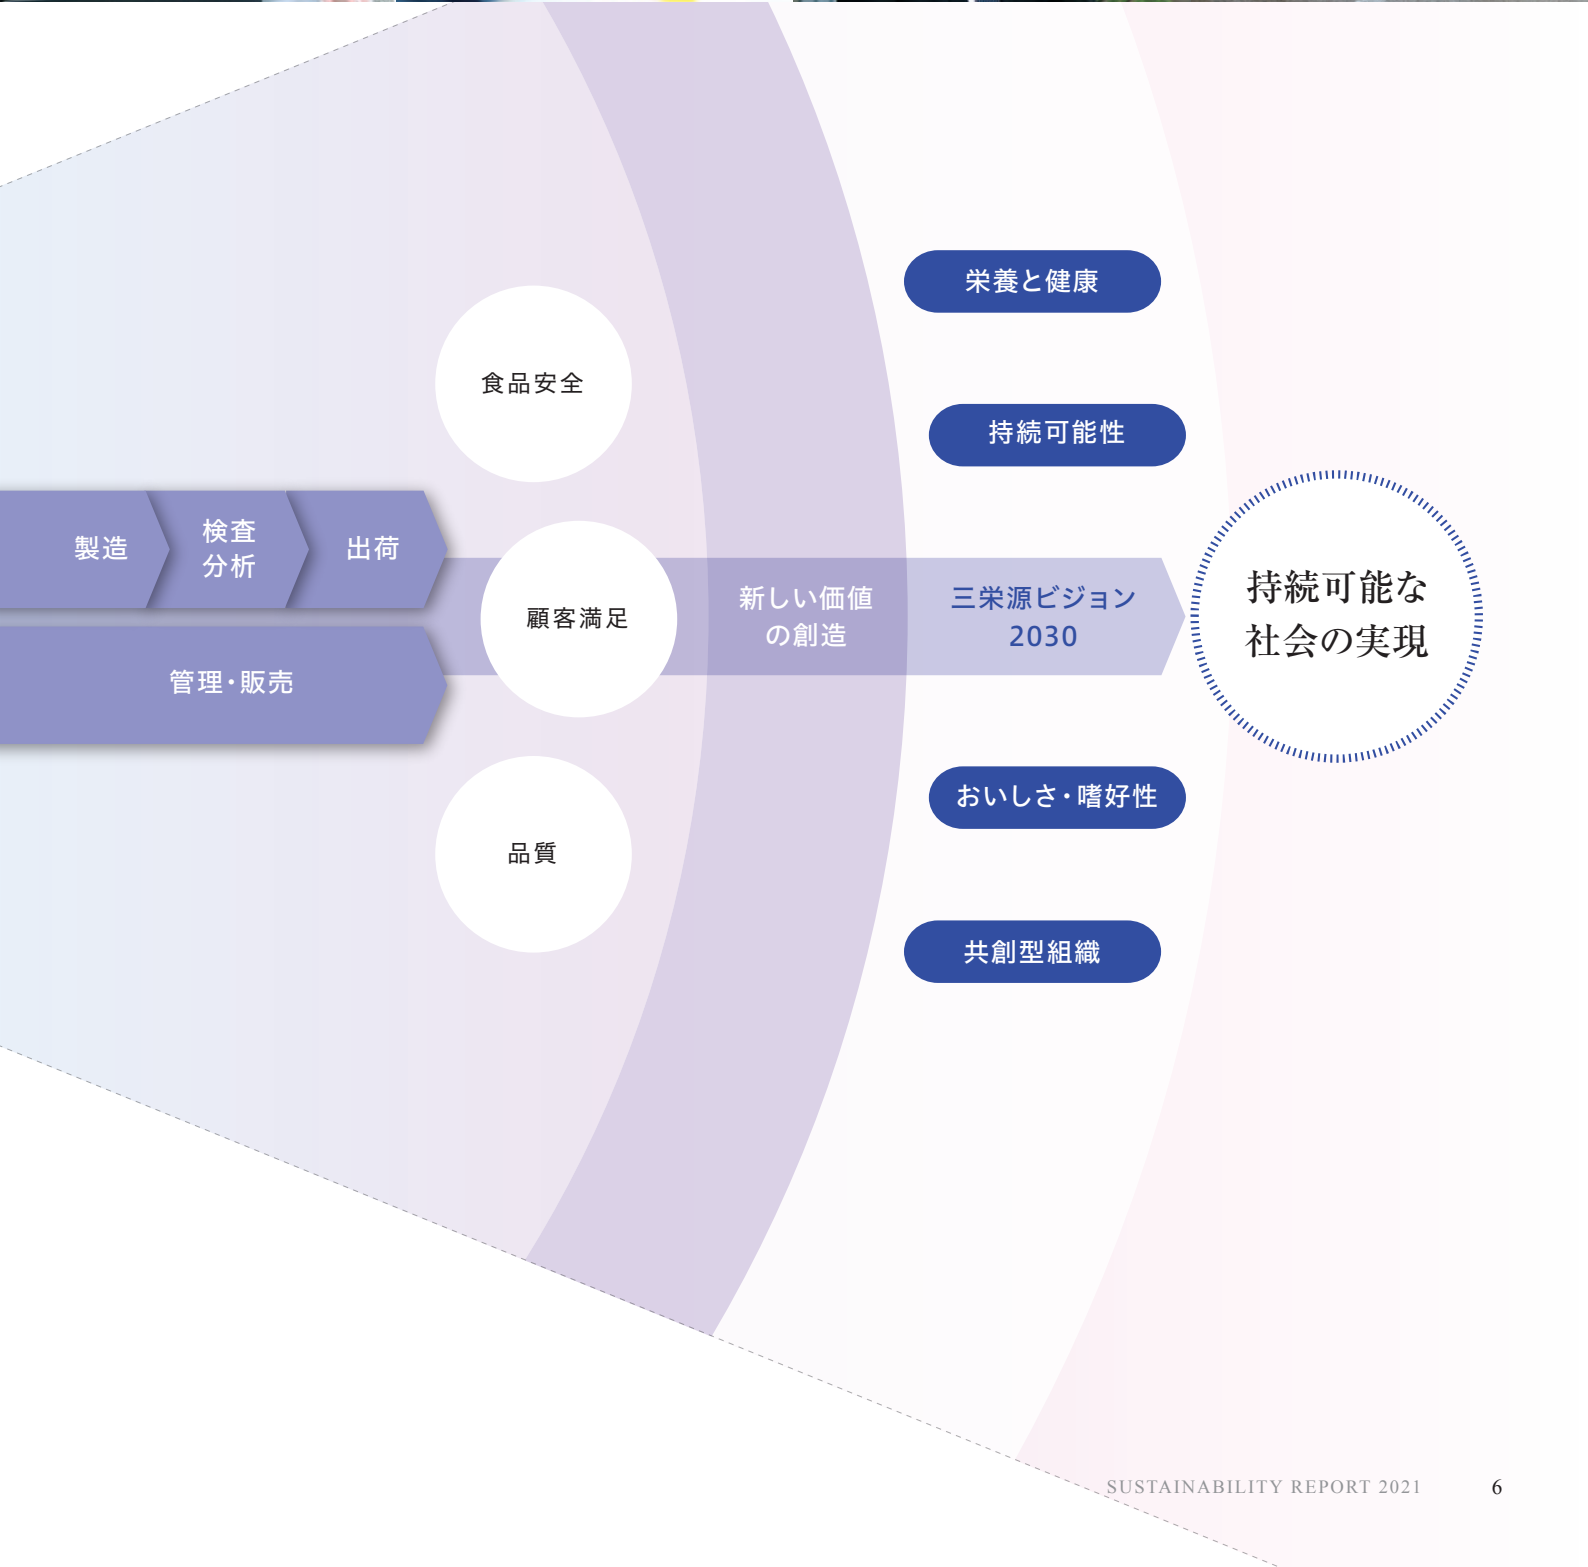 製造
検査
分析
出荷
管理・販売
食品安全
顧客満足
品質
新しい価値
の創造
栄養と健康
持続可能性
三栄源ビジョン
2030
おいしさ・嗜好性
共創型組織
持続可能な
社会の実現
SUSTAINABILITY REPORT 2021
6